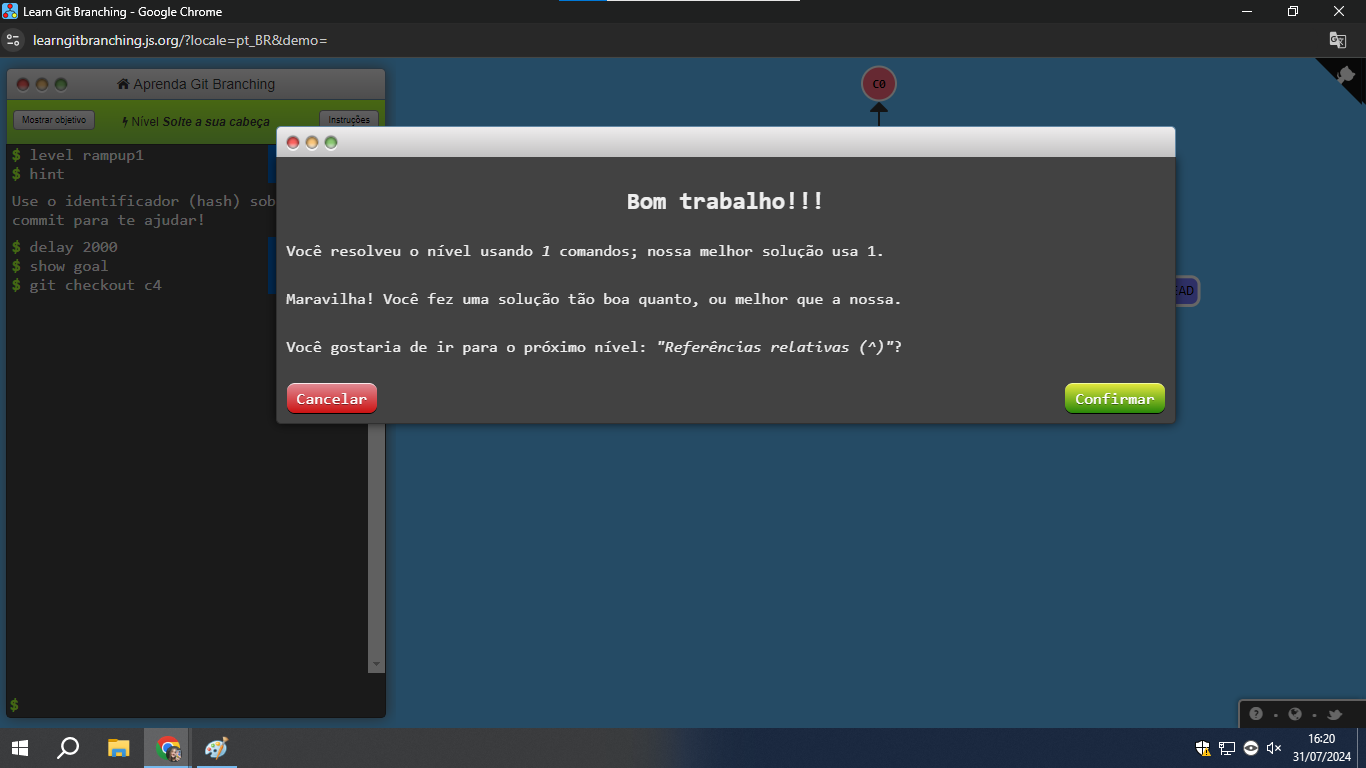 Learn Git Branching - Google Chrome
learngitbranching.js.org/?locale=pt_BR&demo=
Aprenda Git Branching
C0
Mostrar objetivo
Nível Solte a sua cabeça
Instruções
$ level rampup1
$ hint
Use o identificador (hash) sob
commit para te ajudar!
$ delay 2000
$ show goal
$ git checkout c4
Bom trabalho!!!
Você resolveu o nível usando 1 comandos; nossa melhor solução usa 1.
Maravilha! Você fez uma solução tão boa quanto, ou melhor que a nossa.
Você gostaria de ir para o próximo nível: "Referências relativas (^)"?
Cancelar
Confirmar
EAD
$
16:20
31/07/2024